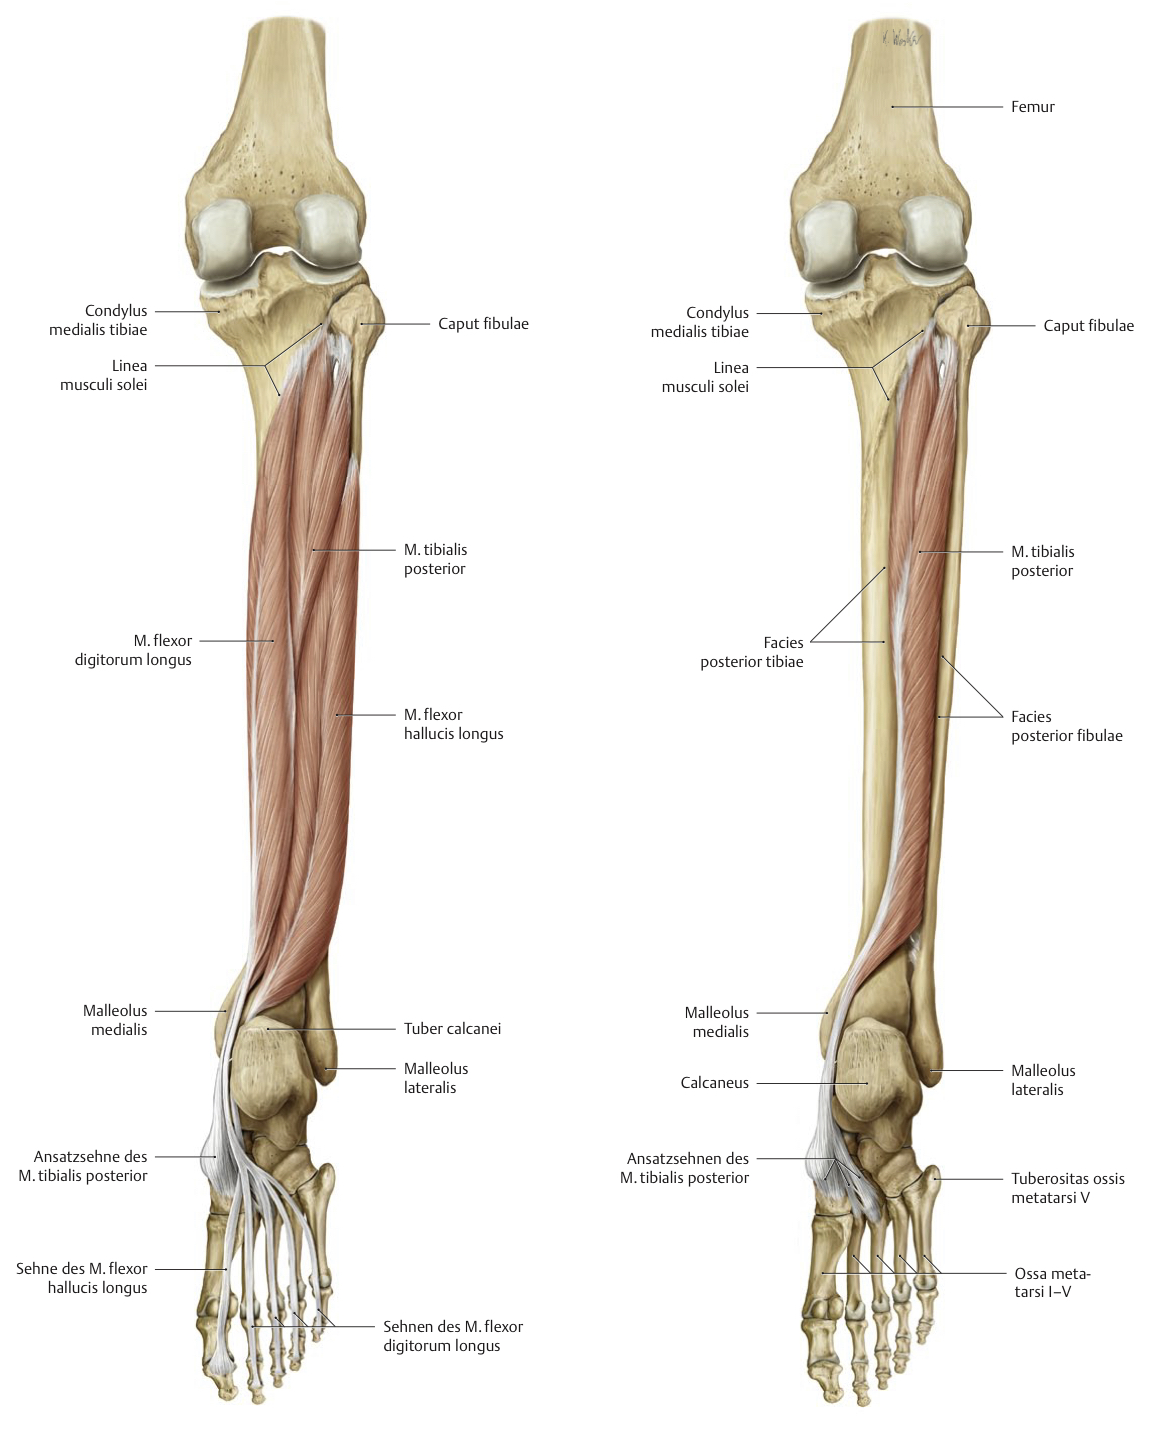 Condylus
medialis tibiae
Linea
musculi solei
Caput fibulae
M. tibialis
posterior
M. flexor
digitorum longus
M. flexor
hallucis longus
Malleolus
medialis
Tuber calcanei
Malleolus
lateralis
Ansatzsehne des
M. tibialis posterior
Sehne des M. flexor
hallucis longus
Sehnen des M. flexor
digitorum longus
Femur
Condylus
medialis tibiae
Linea
musculi solei
Caput fibulae
M. tibialis
posterior
Facies
posterior tibiae
Facies
posterior fibulae
Malleolus
medialis
Calcaneus
Malleolus
lateralis
Ansatzsehnen des
M. tibialis posterior
Tuberositas ossis
metatarsi V
Ossa meta-
tarsi I–V